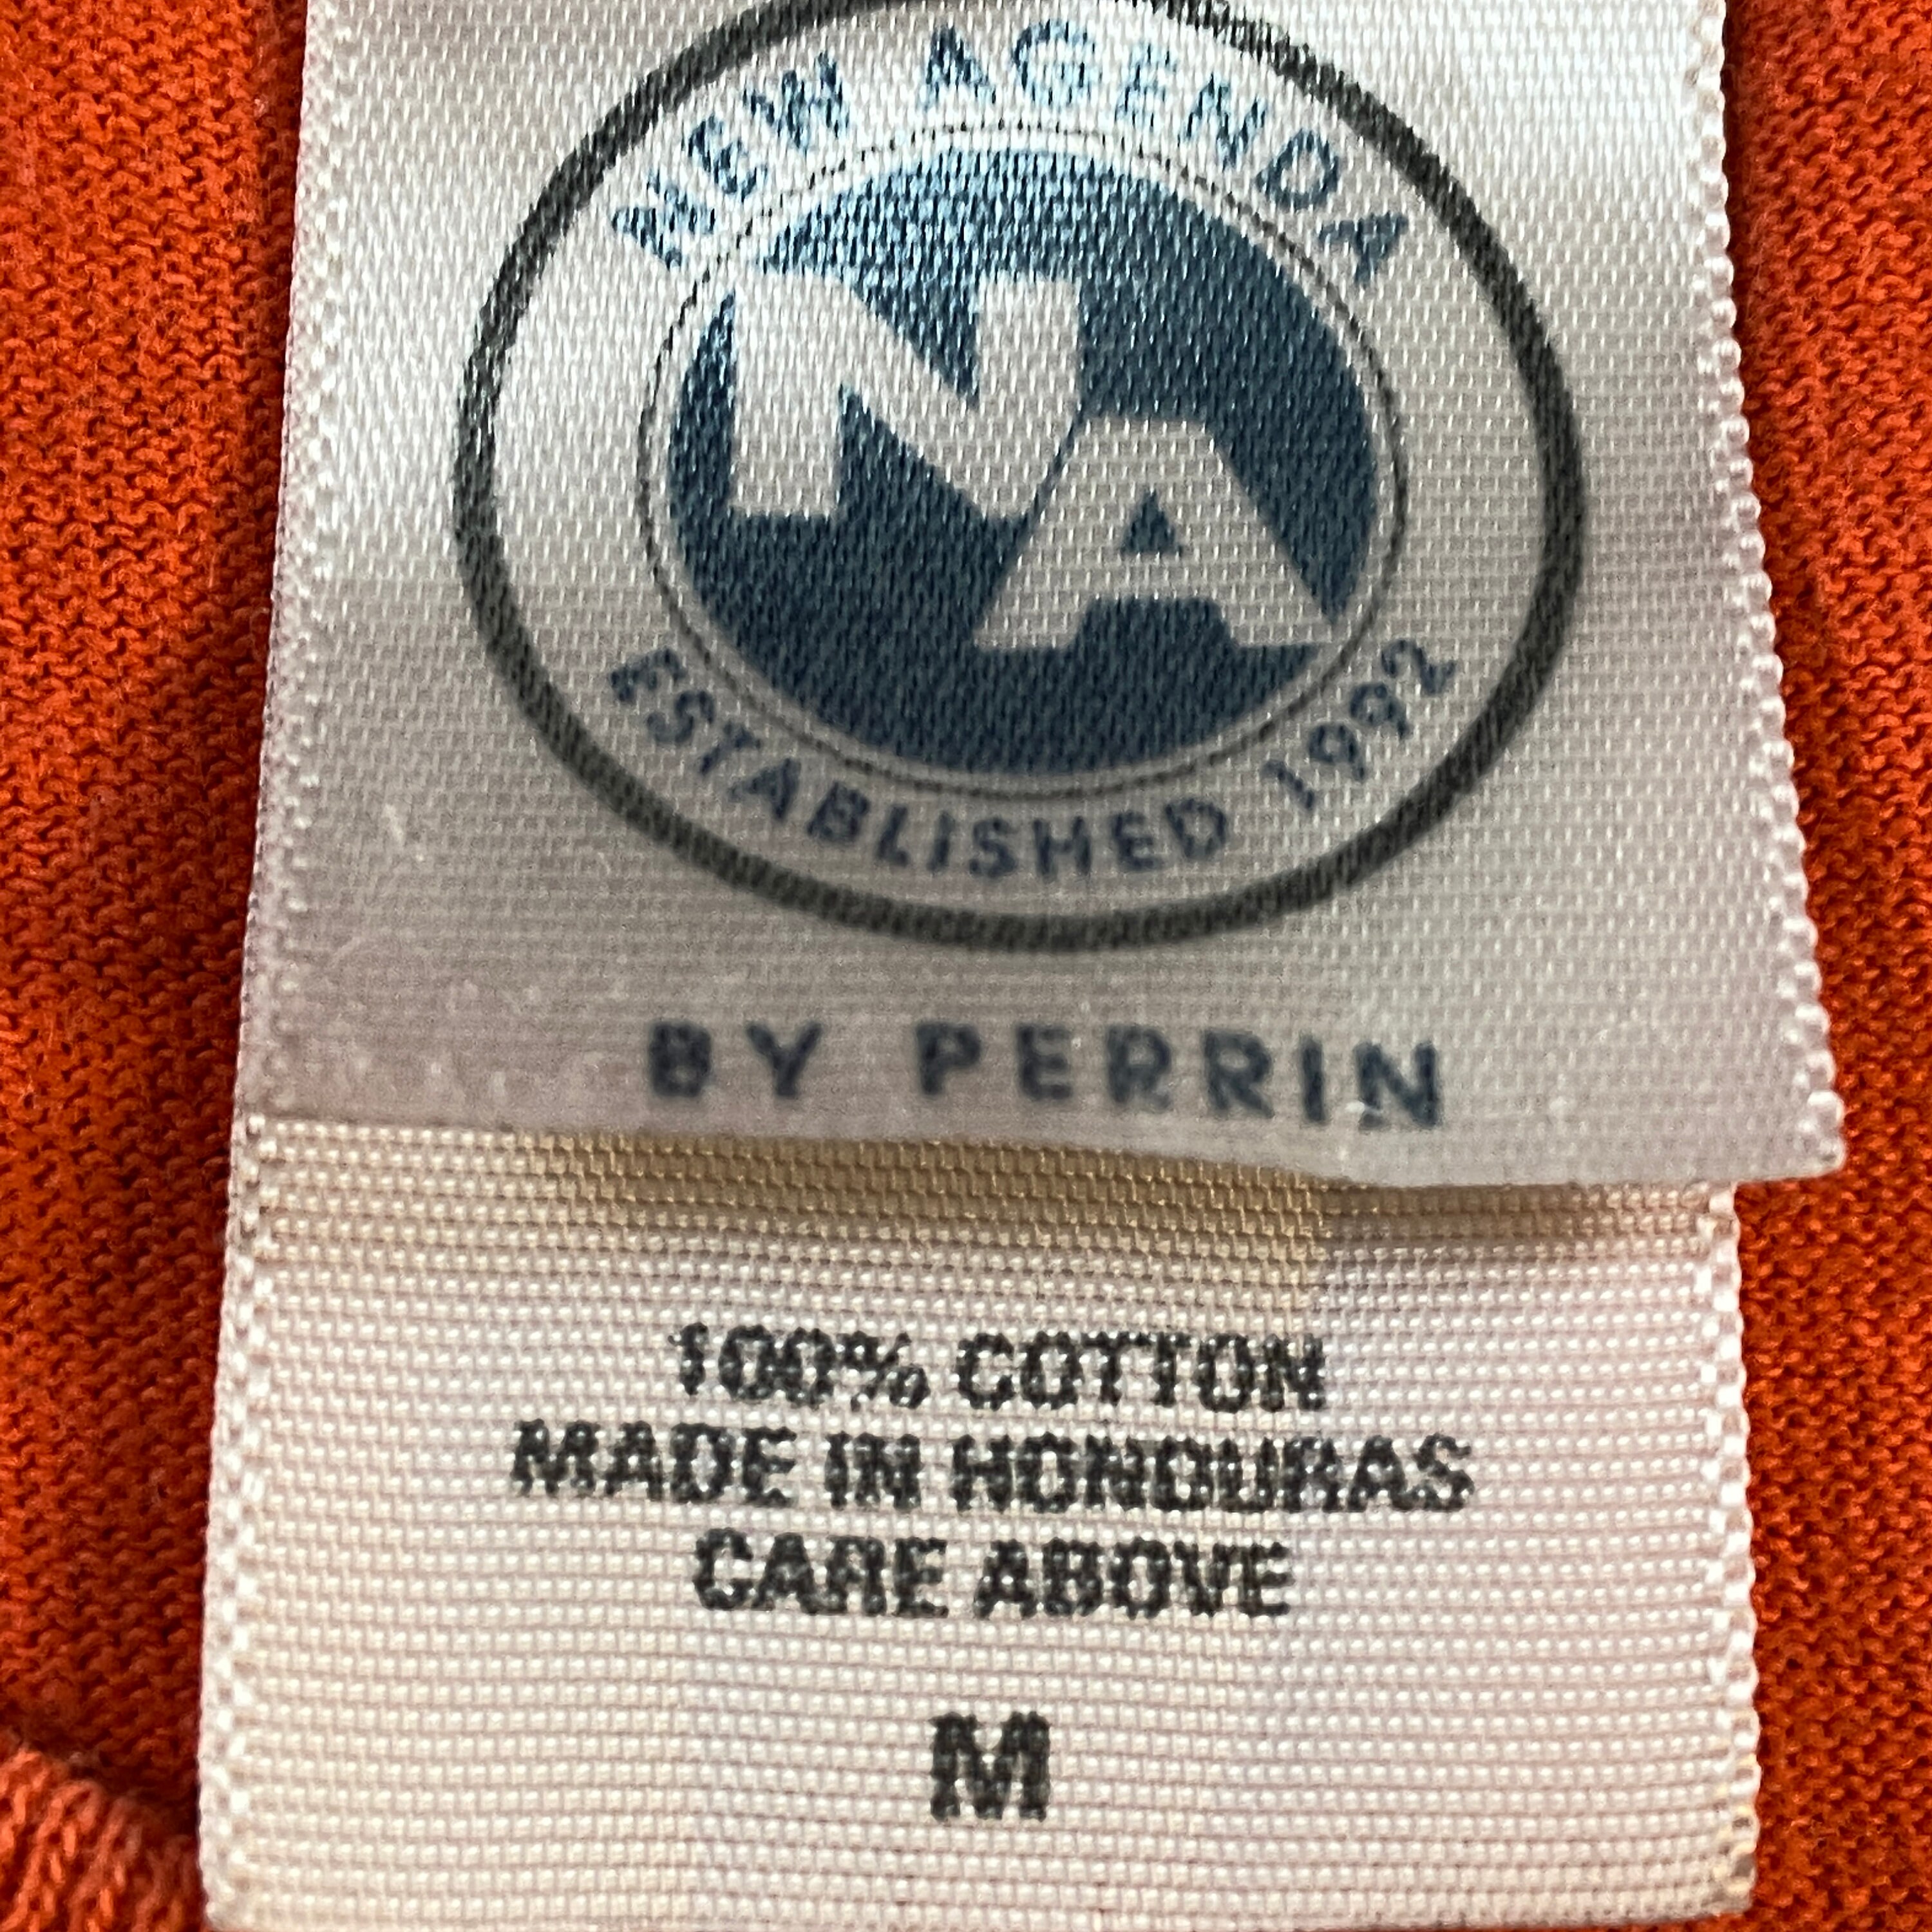 NEW AGENDA
NA
ESTABLISHED 1992
BY PERRIN
100% COTTON
MADE IN HONDURAS
CARE ABOVE
M